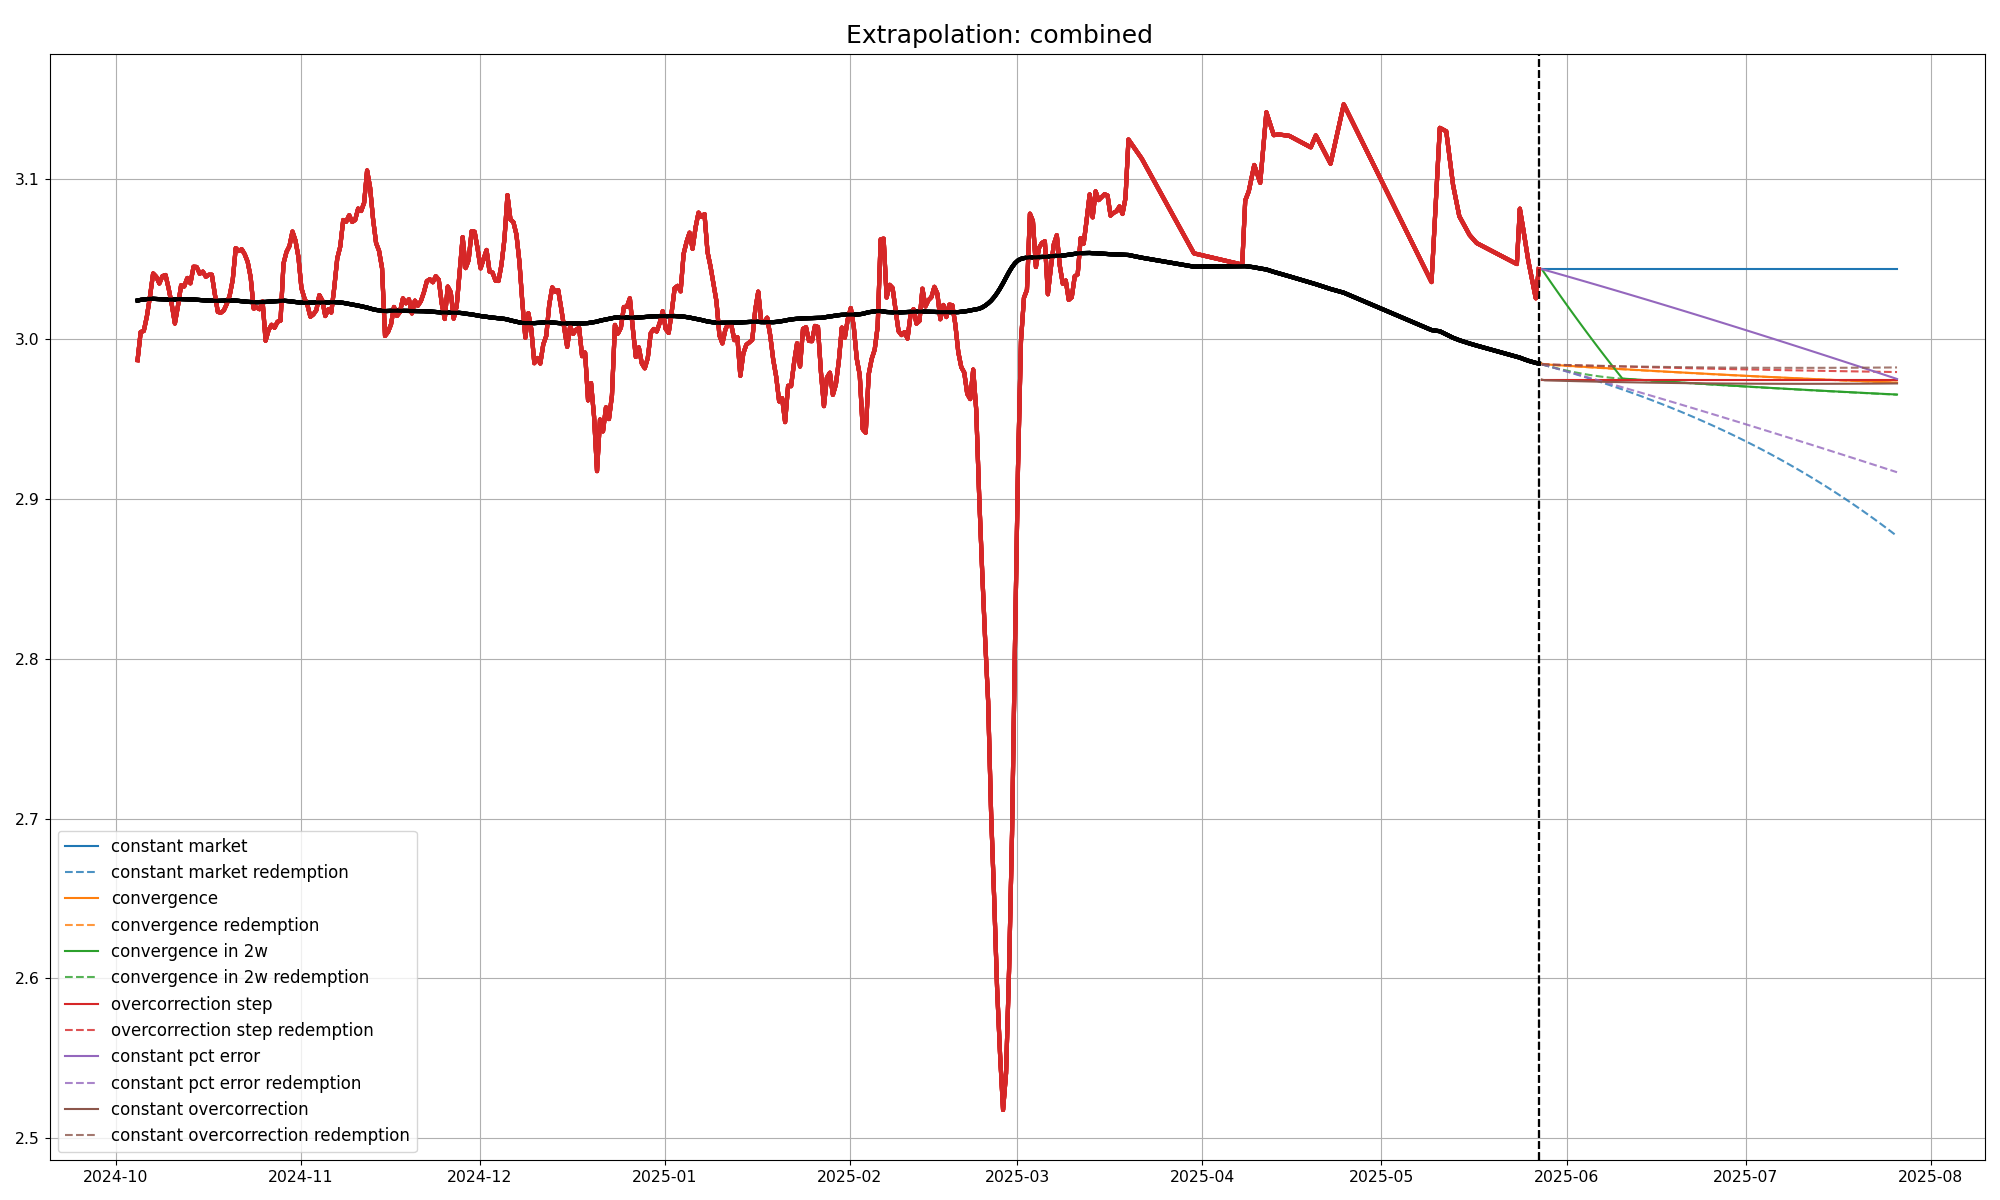 Extrapolation: combined
3.1
3.0
2.9
2.8
2.7
2.6
2.5
constant market
constant market redemption
convergence
convergence redemption
convergence in 2w
convergence in 2w redemption
overcorrection step
overcorrection step redemption
constant pct error
constant pct error redemption
constant overcorrection
constant overcorrection redemption
2024-10 2024-11 2024-12 2025-01 2025-02 2025-03 2025-04 2025-05 2025-06 2025-07 2025-08